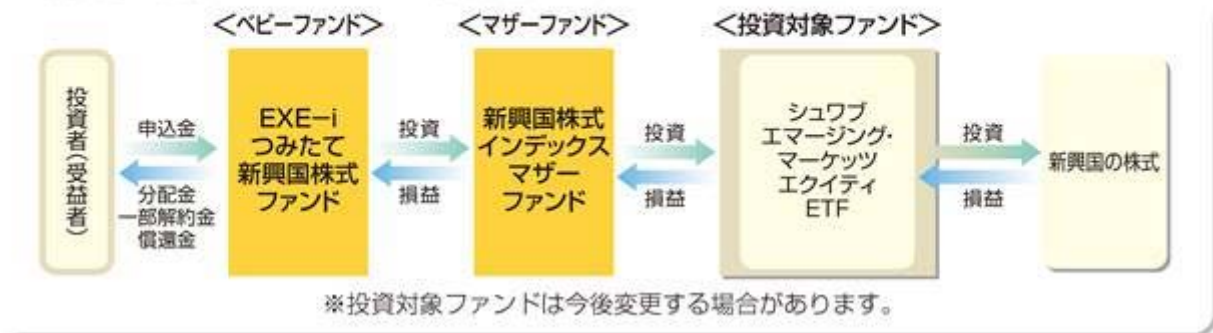 ＜ベビーファンド＞
＜マザーファンド＞
＜投資対象ファンド＞
投資者（受益者）
申込金
分配金
一部解約金
償還金
EXE－i
つみたて
新興国株式
ファンド
投資
損益
新興国株式
インデックス
マザー
ファンド
投資
損益
シュワブ
エマージング・
マーケッツ
エクイティ
ETF
投資
損益
新興国の株式
※投資対象ファンドは今後変更する場合があります。